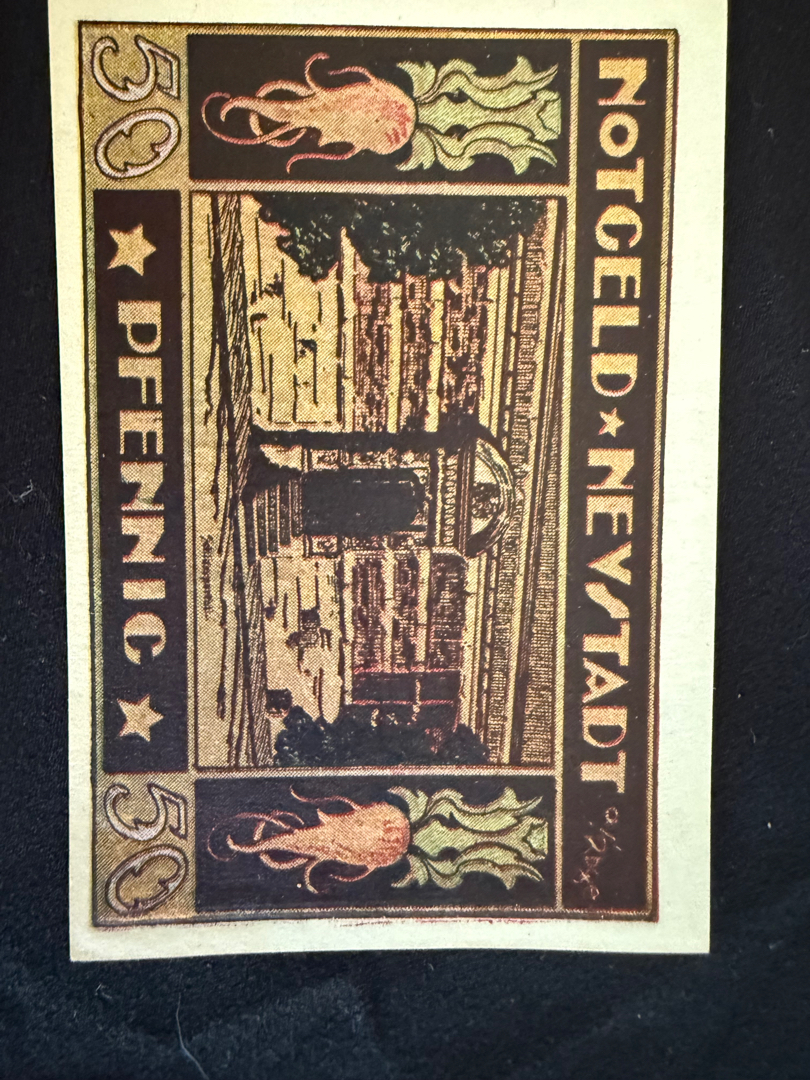 NOTGELD ★ NEVSTADT
50 50
★ PFENNIG ★